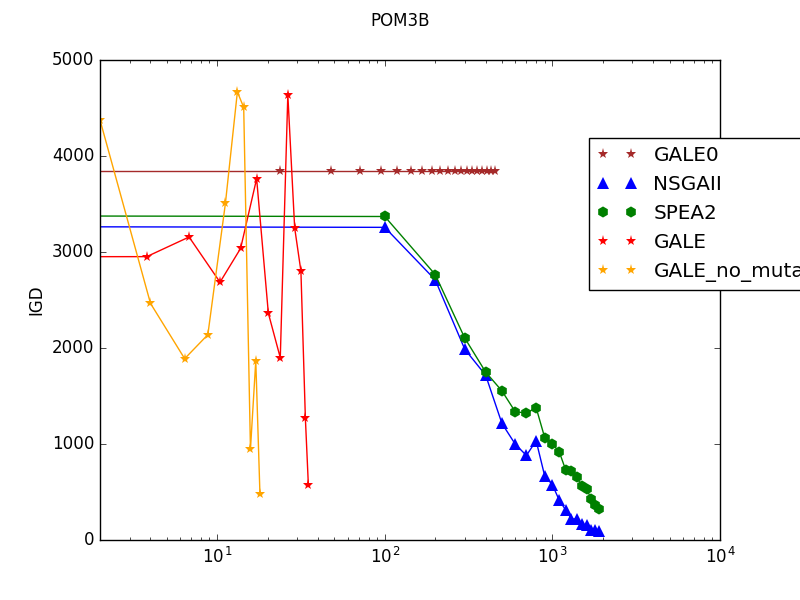 POM3B
5000
4000
3000
2000
1000
0
IGD
10^1
10^2
10^3
10^4
GALE0
NSGAII
SPEA2
GALE
GALE_no_muta